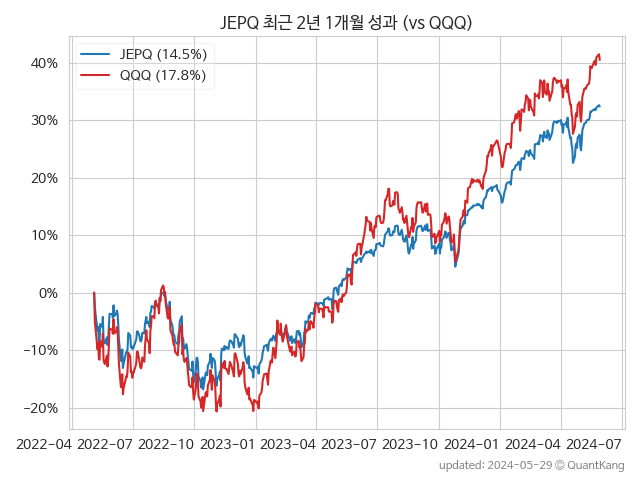 JEPQ 최근 2년 1개월 성과 (vs QQQ)
JEPQ (14.5%)
QQQ (17.8%)
40%
30%
20%
10%
0%
−10%
−20%
2022−04 2022−07 2022−10 2023−01 2023−04 2023−07 2023−10 2024−01 2024−04 2024−07
updated: 2024-05-29 © QuantKang